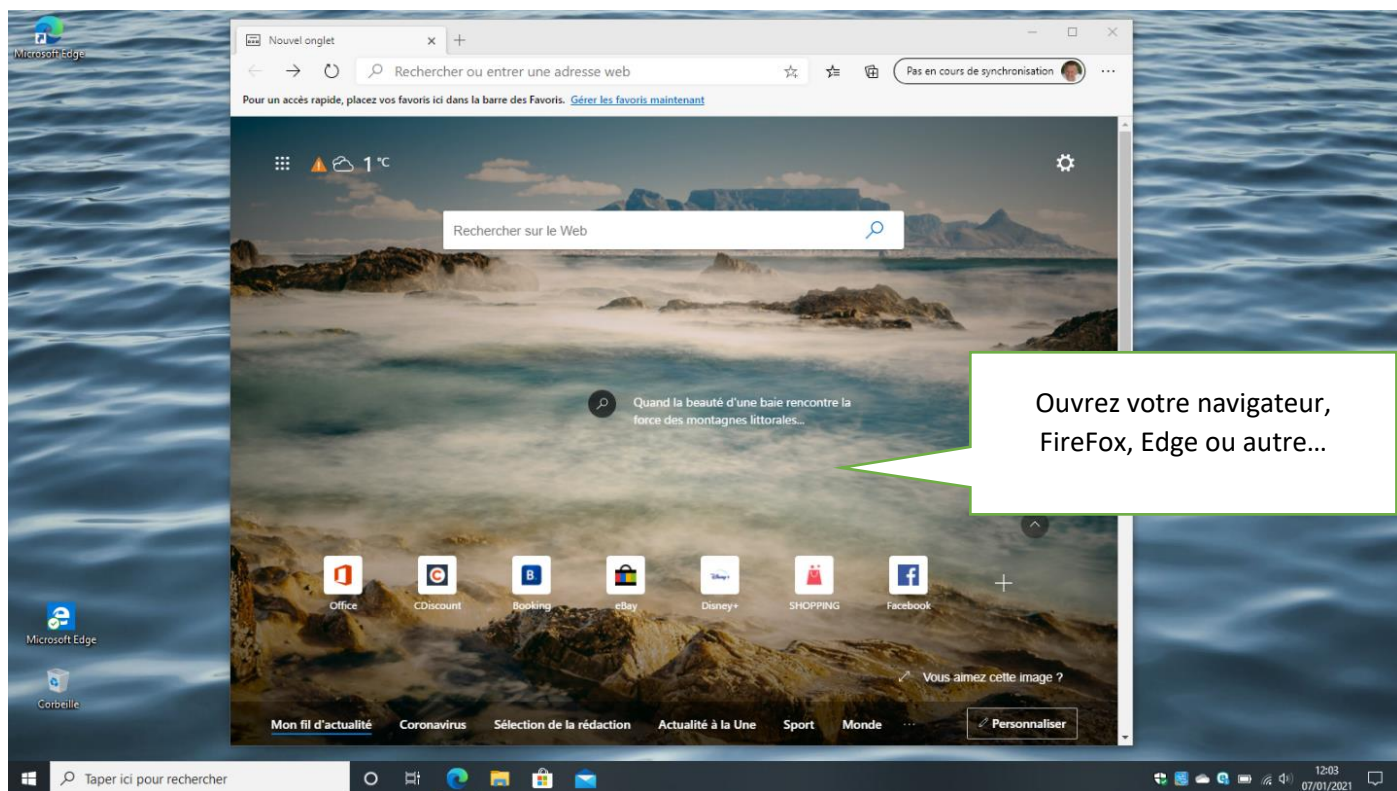 Microsoft Edge
Nouvel onglet
Rechercher ou entrer une adresse web
Pas en cours de synchronisation
Pour un accès rapide, placez vos favoris ici dans la barre des Favoris. Gérer les favoris maintenant
1 °C
Rechercher sur le Web
Quand la beauté d'une baie rencontre la
force des montagnes littorales...
Ouvrez votre navigateur,
FireFox, Edge ou autre…
Office
CDiscount
Booking
eBay
Disney+
SHOPPING
Facebook
Microsoft Edge
Corbeille
Vous aimez cette image ?
Mon fil d'actualité Coronavirus Sélection de la rédaction Actualité à la Une Sport Monde ... Personnaliser
Taper ici pour rechercher
12:03
07/01/2021